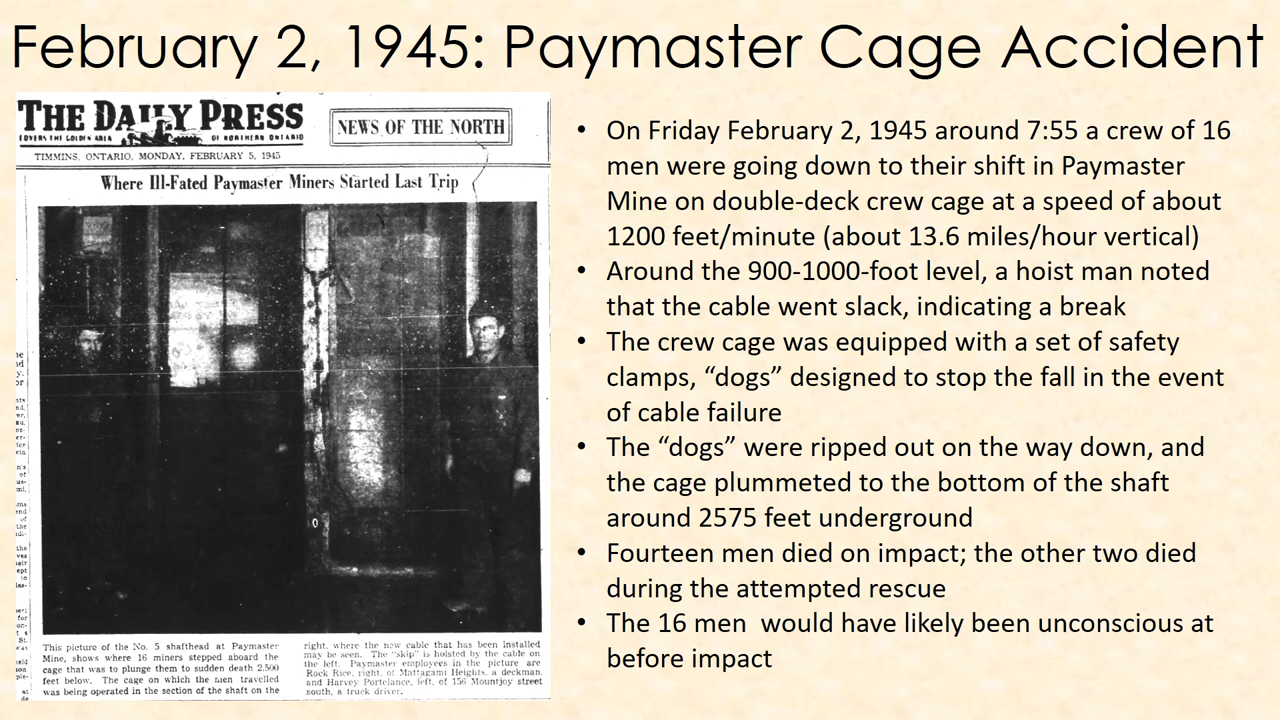 February 2, 1945: Paymaster Cage Accident
THE DAILY PRESS
COVERS THE GOLDEN AREA OF NORTHERN ONTARIO
NEWS OF THE NORTH
TIMMINS, ONTARIO, MONDAY, FEBRUARY 5, 1945
Where Ill-Fated Paymaster Miners Started Last Trip
This picture of the No. 5 shafthead at Paymaster
Mine, shows where 16 miners stepped aboard the
cage that was to plunge them to sudden death 2,500
feet below. The cage on which the men travelled
was being operated in the section of the shaft on the
right, where the new cable that has been installed
may be seen. The "skip" is hoisted by the cable on
the left. Paymaster employees in the picture are
Rock Rice, right, of Mattagami Heights, a deckman,
and Harvey Portelance, left, of 156 Mountjoy street
south, a truck driver.
• On Friday February 2, 1945 around 7:55 a crew of 16
men were going down to their shift in Paymaster
Mine on double-deck crew cage at a speed of about
1200 feet/minute (about 13.6 miles/hour vertical)
• Around the 900-1000-foot level, a hoist man noted
that the cable went slack, indicating a break
• The crew cage was equipped with a set of safety
clamps, “dogs” designed to stop the fall in the event
of cable failure
• The “dogs” were ripped out on the way down, and
the cage plummeted to the bottom of the shaft
around 2575 feet underground
• Fourteen men died on impact; the other two died
during the attempted rescue
• The 16 men  would have likely been unconscious at
before impact